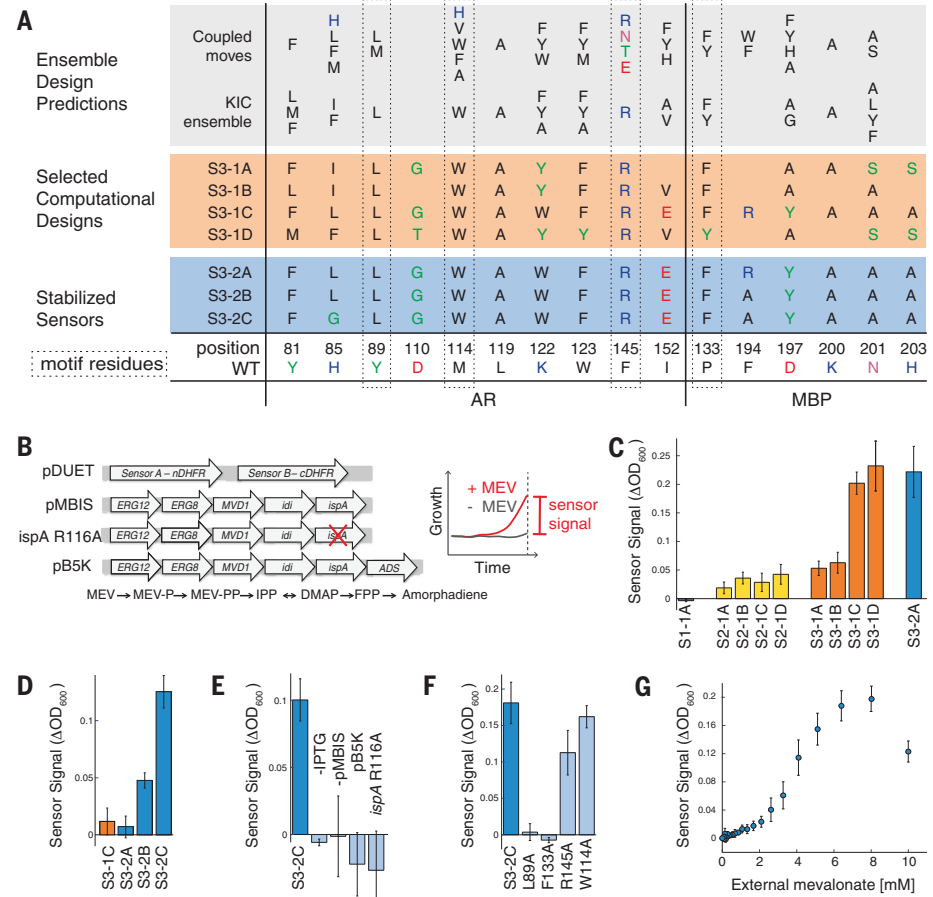 A
Ensemble Design Predictions
Coupled moves
F
H L F M
L M
H V W F A
A
F Y W
F Y M
R N T E
F Y H
F Y
W F
F Y H A
A
A S
KIC ensemble
L M F
I F
L
W
A
F Y A
F Y A
R
A V
F Y
A G
A
A L Y F
Selected Computational Designs
S3-1A F I L G W A Y F R F A A S S
S3-1B L I L W A Y F R V F A A
S3-1C F L L G W A W F R E F R Y A A A
S3-1D M F L T W A Y Y R V Y A S S
Stabilized Sensors
S3-2A F L L G W A W F R E F R Y A A A
S3-2B F L L G W A W F R E F A Y A A A
S3-2C F G L G W A W F R E F A Y A A A
motif residues
position 81 85 89 110 114 119 122 123 145 152 133 194 197 200 201 203
WT Y H Y D M L K W F I P F D K N H
AR MBP
B
pDUET Sensor A – nDHFR Sensor B– cDHFR
pMBIS ERG12 ERG8 MVD1 idi ispA
ispA R116A ERG12 ERG8 MVD1 idi ispA
pB5K ERG12 ERG8 MVD1 idi ispA ADS
MEV → MEV-P → MEV-PP → IPP ↔ DMAP → FPP → Amorphadiene
Growth
+ MEV
- MEV
sensor signal
Time
C
Sensor Signal (ΔOD600)
0.25
0.20
0.15
0.10
0.05
0
S1-1A S2-1A S2-1B S2-1C S2-1D S3-1A S3-1B S3-1C S3-1D S3-2A
D
Sensor Signal (ΔOD600)
0.1
0.05
0
S3-1C S3-2A S3-2B S3-2C
E
Sensor Signal (ΔOD600)
0.1
0.05
0
S3-2C -IPTG -pMBIS pB5K ispA R116A
F
Sensor Signal (ΔOD600)
0.2
0.15
0.1
0.05
0
S3-2C L89A F133A R145A W114A
G
Sensor Signal (ΔOD600)
0.2
0.16
0.12
0.08
0.04
0
0 2 4 6 8 10
External mevalonate [mM]